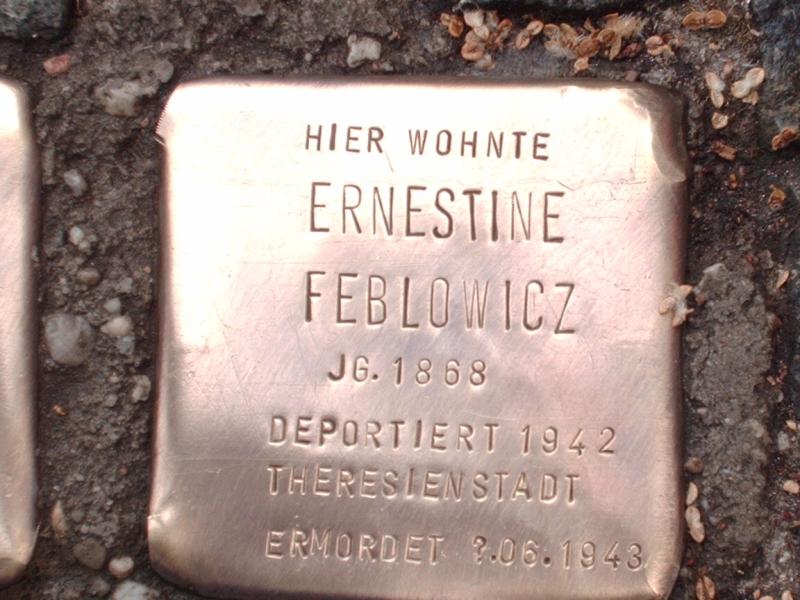 HIER WOHNTE
ERNESTINE
FEBLOWICZ
JG. 1868
DEPORTIERT 1942
THERESIENSTADT
ERMORDET ?.06.1943